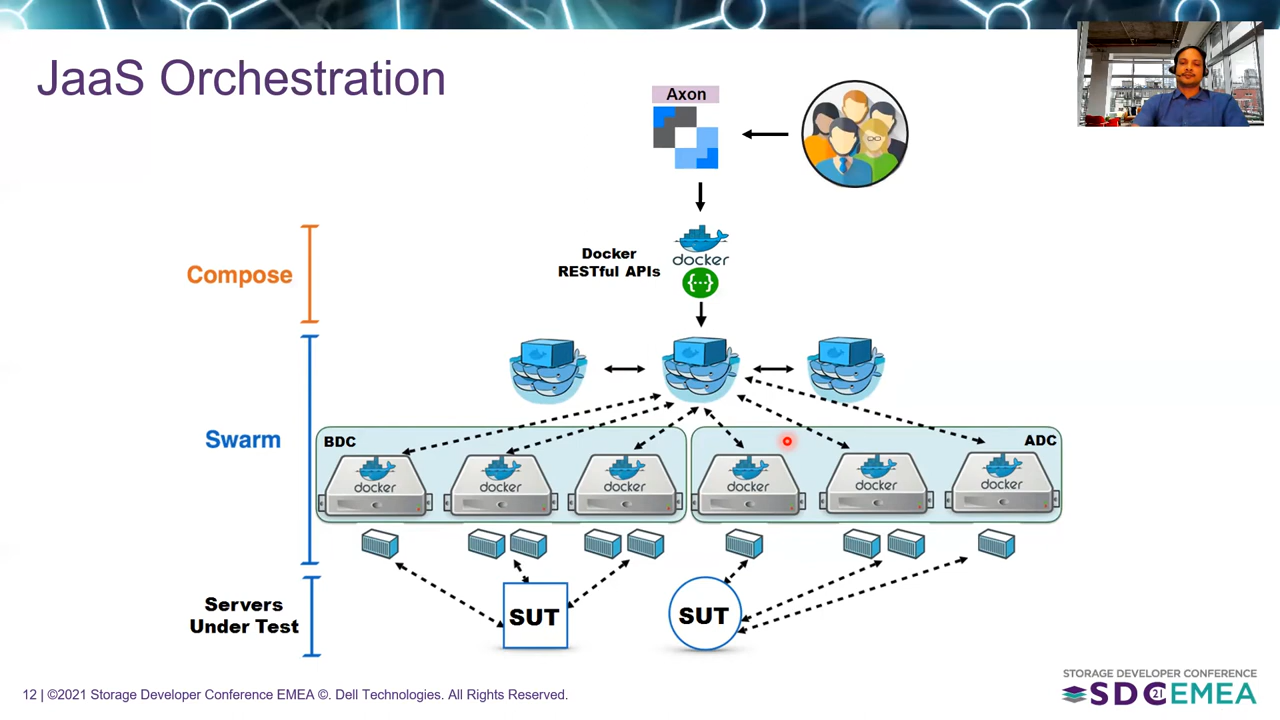 JaaS Orchestration
Axon
Docker
RESTful APIs
docker
{···}
Compose
Swarm
BDC
ADC
docker
docker
docker
docker
docker
docker
Servers
Under Test
SUT
SUT
12 | ©2021 Storage Developer Conference EMEA ©. Dell Technologies. All Rights Reserved.
STORAGE DEVELOPER CONFERENCE
SDC21 EMEA